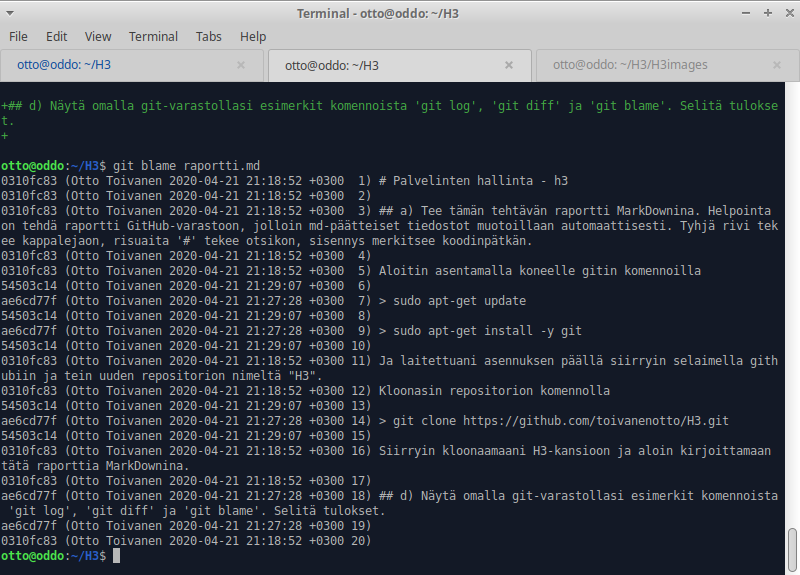 Terminal - otto@oddo: ~/H3
File Edit View Terminal Tabs Help
otto@oddo: ~/H3 otto@oddo: ~/H3 otto@oddo: ~/H3/H3images
+## d) Näytä omalla git-varastollasi esimerkit komennoista 'git log', 'git diff' ja 'git blame'. Selitä tulokse
t.
+
otto@oddo:~/H3$ git blame raportti.md
0310fc83 (Otto Toivanen 2020-04-21 21:18:52 +0300  1) # Palvelinten hallinta - h3
0310fc83 (Otto Toivanen 2020-04-21 21:18:52 +0300  2)
0310fc83 (Otto Toivanen 2020-04-21 21:18:52 +0300  3) ## a) Tee tämän tehtävän raportti MarkDownina. Helpointa
on tehdä raportti GitHub-varastoon, jolloin md-päätteiset tiedostot muotoillaan automaattisesti. Tyhjä rivi tek
ee kappalejaon, risuaita '#' tekee otsikon, sisennys merkitsee koodinpätkän.
0310fc83 (Otto Toivanen 2020-04-21 21:18:52 +0300  4)
0310fc83 (Otto Toivanen 2020-04-21 21:18:52 +0300  5) Aloitin asentamalla koneelle gitin komennoilla
54503c14 (Otto Toivanen 2020-04-21 21:29:07 +0300  6)
ae6cd77f (Otto Toivanen 2020-04-21 21:27:28 +0300  7) > sudo apt-get update
54503c14 (Otto Toivanen 2020-04-21 21:29:07 +0300  8)
ae6cd77f (Otto Toivanen 2020-04-21 21:27:28 +0300  9) > sudo apt-get install -y git
54503c14 (Otto Toivanen 2020-04-21 21:29:07 +0300 10)
0310fc83 (Otto Toivanen 2020-04-21 21:18:52 +0300 11) Ja laitettuani asennuksen päällä siirryin selaimella gith
ubiin ja tein uuden repositorion nimeltä "H3".
0310fc83 (Otto Toivanen 2020-04-21 21:18:52 +0300 12) Kloonasin repositorion komennolla
54503c14 (Otto Toivanen 2020-04-21 21:29:07 +0300 13)
ae6cd77f (Otto Toivanen 2020-04-21 21:27:28 +0300 14) > git clone https://github.com/toivanenotto/H3.git
54503c14 (Otto Toivanen 2020-04-21 21:29:07 +0300 15)
0310fc83 (Otto Toivanen 2020-04-21 21:18:52 +0300 16) Siirryin kloonaamaani H3-kansioon ja aloin kirjoittamaan
tätä raporttia MarkDownina.
0310fc83 (Otto Toivanen 2020-04-21 21:18:52 +0300 17)
ae6cd77f (Otto Toivanen 2020-04-21 21:27:28 +0300 18) ## d) Näytä omalla git-varastollasi esimerkit komennoista
 'git log', 'git diff' ja 'git blame'. Selitä tulokset.
ae6cd77f (Otto Toivanen 2020-04-21 21:27:28 +0300 19)
0310fc83 (Otto Toivanen 2020-04-21 21:18:52 +0300 20)
otto@oddo:~/H3$